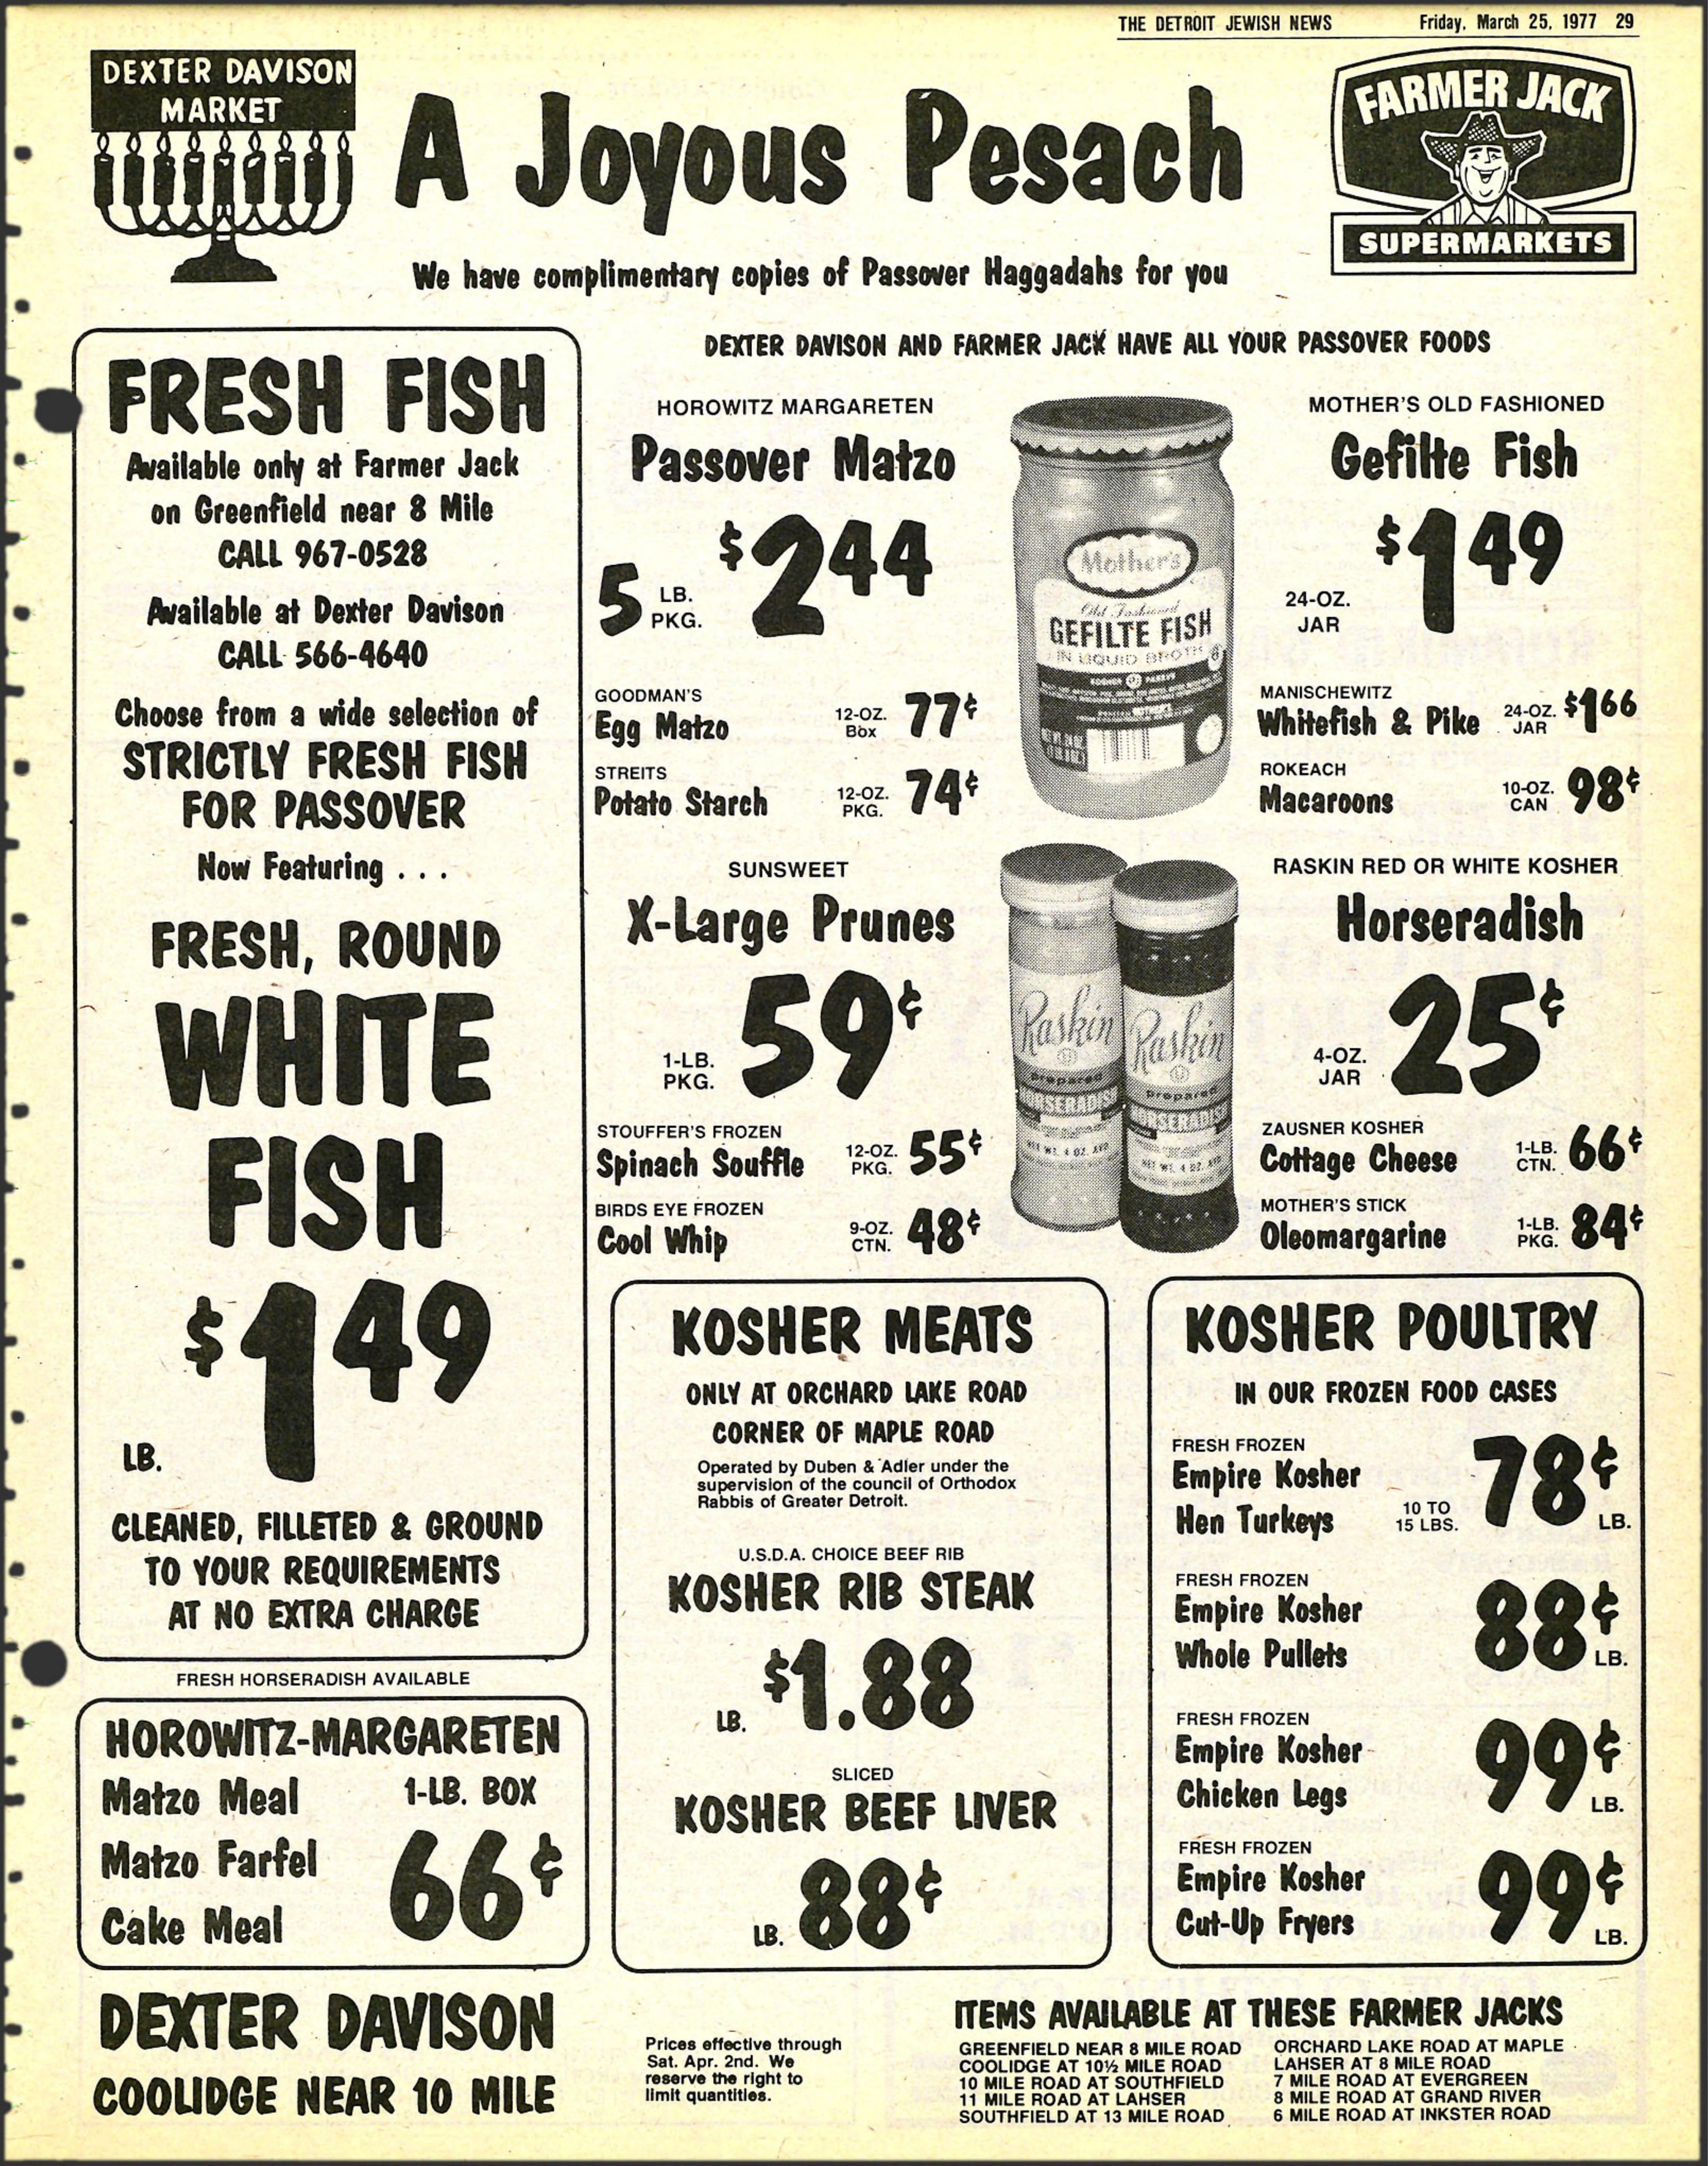 THE DETROIT JEWISH NEWS Friday, March 25, 1977 29
DEXTER DAVISON
MARKET
A Joyous Pesach
We have complimentary copies of Passover Haggadahs for you
FARMER JACK
SUPERMARKETS
FRESH FISH
Available only at Farmer Jack
on Greenfield near 8 Mile
CALL 967-0528
Available at Dexter Davison
CALL 566-4640
Choose from a wide selection of
STRICTLY FRESH FISH
FOR PASSOVER
Now Featuring . . .
FRESH, ROUND
WHITE
FISH
$1 49
LB.
CLEANED, FILLETED & GROUND
TO YOUR REQUIREMENTS
AT NO EXTRA CHARGE
FRESH HORSERADISH AVAILABLE
HOROWITZ-MARGARETEN
Matzo Meal 1-LB. BOX
Matzo Farfel
66¢
Cake Meal
DEXTER DAVISON AND FARMER JACK HAVE ALL YOUR PASSOVER FOODS
HOROWITZ MARGARETEN
Passover Matzo
5 LB. PKG. $2 44
GOODMAN'S
Egg Matzo 12-OZ. Box 77¢
STREITS
Potato Starch 12-OZ. PKG. 74¢
Mother's
Old Fashioned
GEFILTE FISH
IN LIQUID BROTH
MOTHER'S OLD FASHIONED
Gefilte Fish
24-OZ. JAR $1 49
MANISCHEWITZ
Whitefish & Pike 24-OZ. JAR $1 66
ROKEACH
Macaroons 10-OZ. CAN 98¢
SUNSWEET
X-Large Prunes
1-LB. PKG. 59¢
STOUFFER'S FROZEN
Spinach Souffle 12-OZ. PKG. 55¢
BIRDS EYE FROZEN
Cool Whip 9-OZ. CTN. 48¢
Raskin
prepared
HORSERADISH
NET WT. 4 OZ. AVD
Raskin
prepared
HORSERADISH
NET WT. 4 OZ. AVD
RASKIN RED OR WHITE KOSHER
Horseradish
4-OZ. JAR 25¢
ZAUSNER KOSHER
Cottage Cheese 1-LB. CTN. 66¢
MOTHER'S STICK
Oleomargarine 1-LB. PKG. 84¢
KOSHER MEATS
ONLY AT ORCHARD LAKE ROAD
CORNER OF MAPLE ROAD
Operated by Duben & Adler under the
supervision of the council of Orthodox
Rabbis of Greater Detroit.
U.S.D.A. CHOICE BEEF RIB
KOSHER RIB STEAK
LB. $1.88
SLICED
KOSHER BEEF LIVER
LB. 88¢
KOSHER POULTRY
IN OUR FROZEN FOOD CASES
FRESH FROZEN
Empire Kosher
Hen Turkeys 10 TO 15 LBS. 78¢ LB.
FRESH FROZEN
Empire Kosher
Whole Pullets 88¢ LB.
FRESH FROZEN
Empire Kosher
Chicken Legs 99¢ LB.
FRESH FROZEN
Empire Kosher
Cut-Up Fryers 99¢ LB.
DEXTER DAVISON
COOLIDGE NEAR 10 MILE
Prices effective through
Sat. Apr. 2nd. We
reserve the right to
limit quantities.
ITEMS AVAILABLE AT THESE FARMER JACKS
GREENFIELD NEAR 8 MILE ROAD
COOLIDGE AT 10½ MILE ROAD
10 MILE ROAD AT SOUTHFIELD
11 MILE ROAD AT LAHSER
SOUTHFIELD AT 13 MILE ROAD
ORCHARD LAKE ROAD AT MAPLE
LAHSER AT 8 MILE ROAD
7 MILE ROAD AT EVERGREEN
8 MILE ROAD AT GRAND RIVER
6 MILE ROAD AT INKSTER ROAD